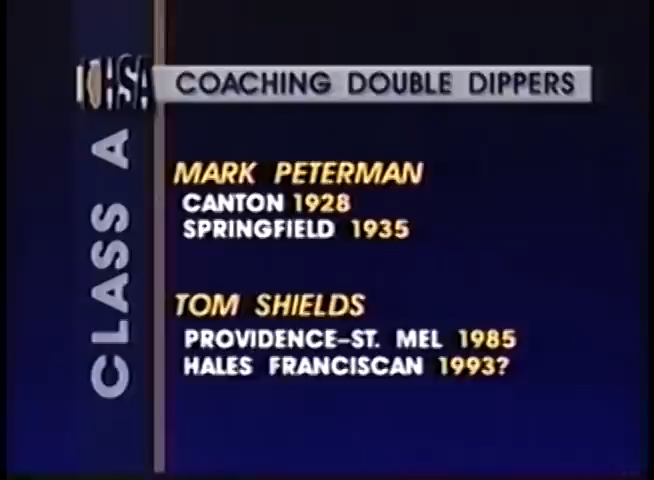 IHSA
COACHING DOUBLE DIPPERS
CLASS A
MARK PETERMAN
CANTON 1928
SPRINGFIELD 1935
TOM SHIELDS
PROVIDENCE-ST. MEL 1985
HALES FRANCISCAN 1993?